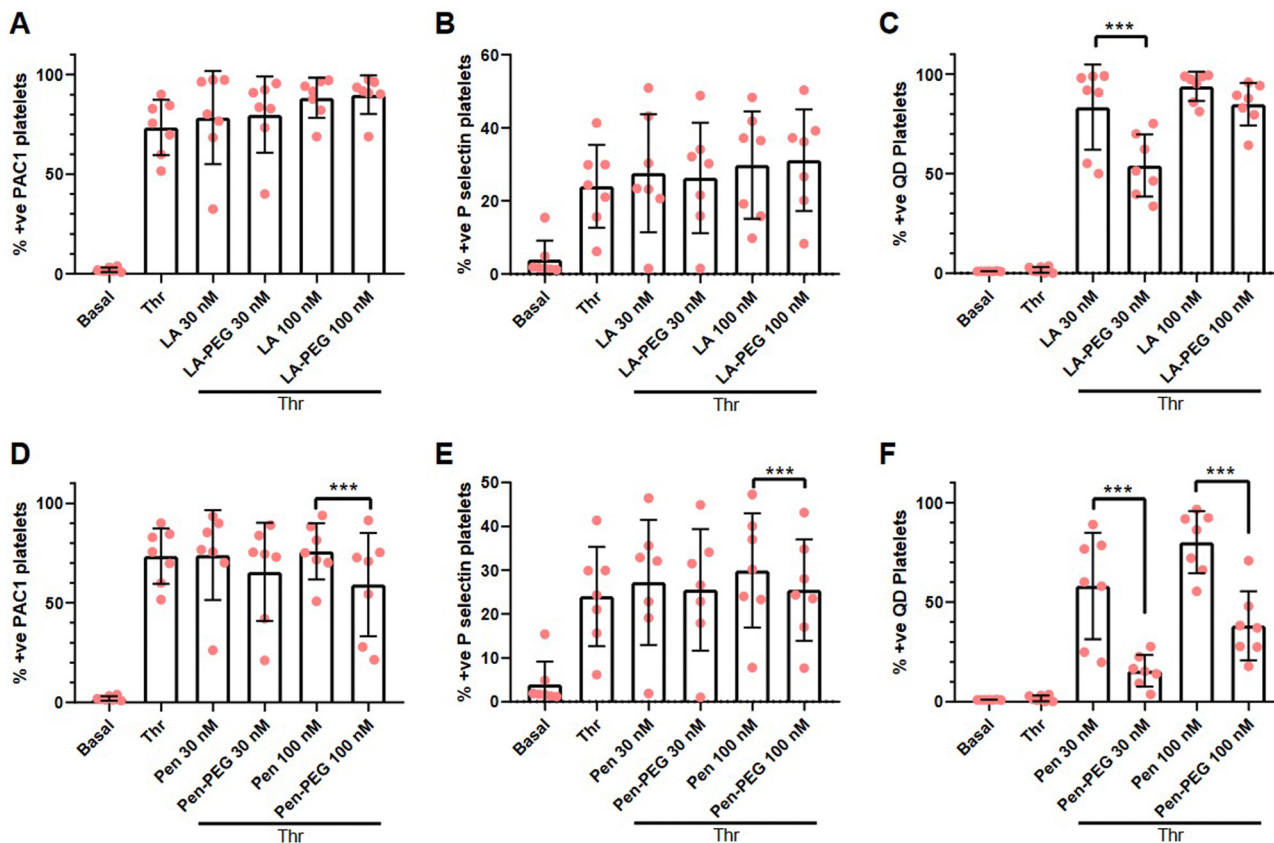 A
% +ve PAC1 platelets
100
50
0
Basal
Thr
LA 30 nM
LA-PEG 30 nM
LA 100 nM
LA-PEG 100 nM
Thr
B
% +ve P selectin platelets
60
40
20
0
Basal
Thr
LA 30 nM
LA-PEG 30 nM
LA 100 nM
LA-PEG 100 nM
Thr
C
% +ve QD Platelets
100
50
0
***
Basal
Thr
LA 30 nM
LA-PEG 30 nM
LA 100 nM
LA-PEG 100 nM
Thr
D
% +ve PAC1 platelets
100
50
0
***
Basal
Thr
Pen 30 nM
Pen-PEG 30 nM
Pen 100 nM
Pen-PEG 100 nM
Thr
E
% +ve P selectin platelets
50
40
30
20
10
0
***
Basal
Thr
Pen 30 nM
Pen-PEG 30 nM
Pen 100 nM
Pen-PEG 100 nM
Thr
F
% +ve QD Platelets
100
50
0
***
***
Basal
Thr
Pen 30 nM
Pen-PEG 30 nM
Pen 100 nM
Pen-PEG 100 nM
Thr